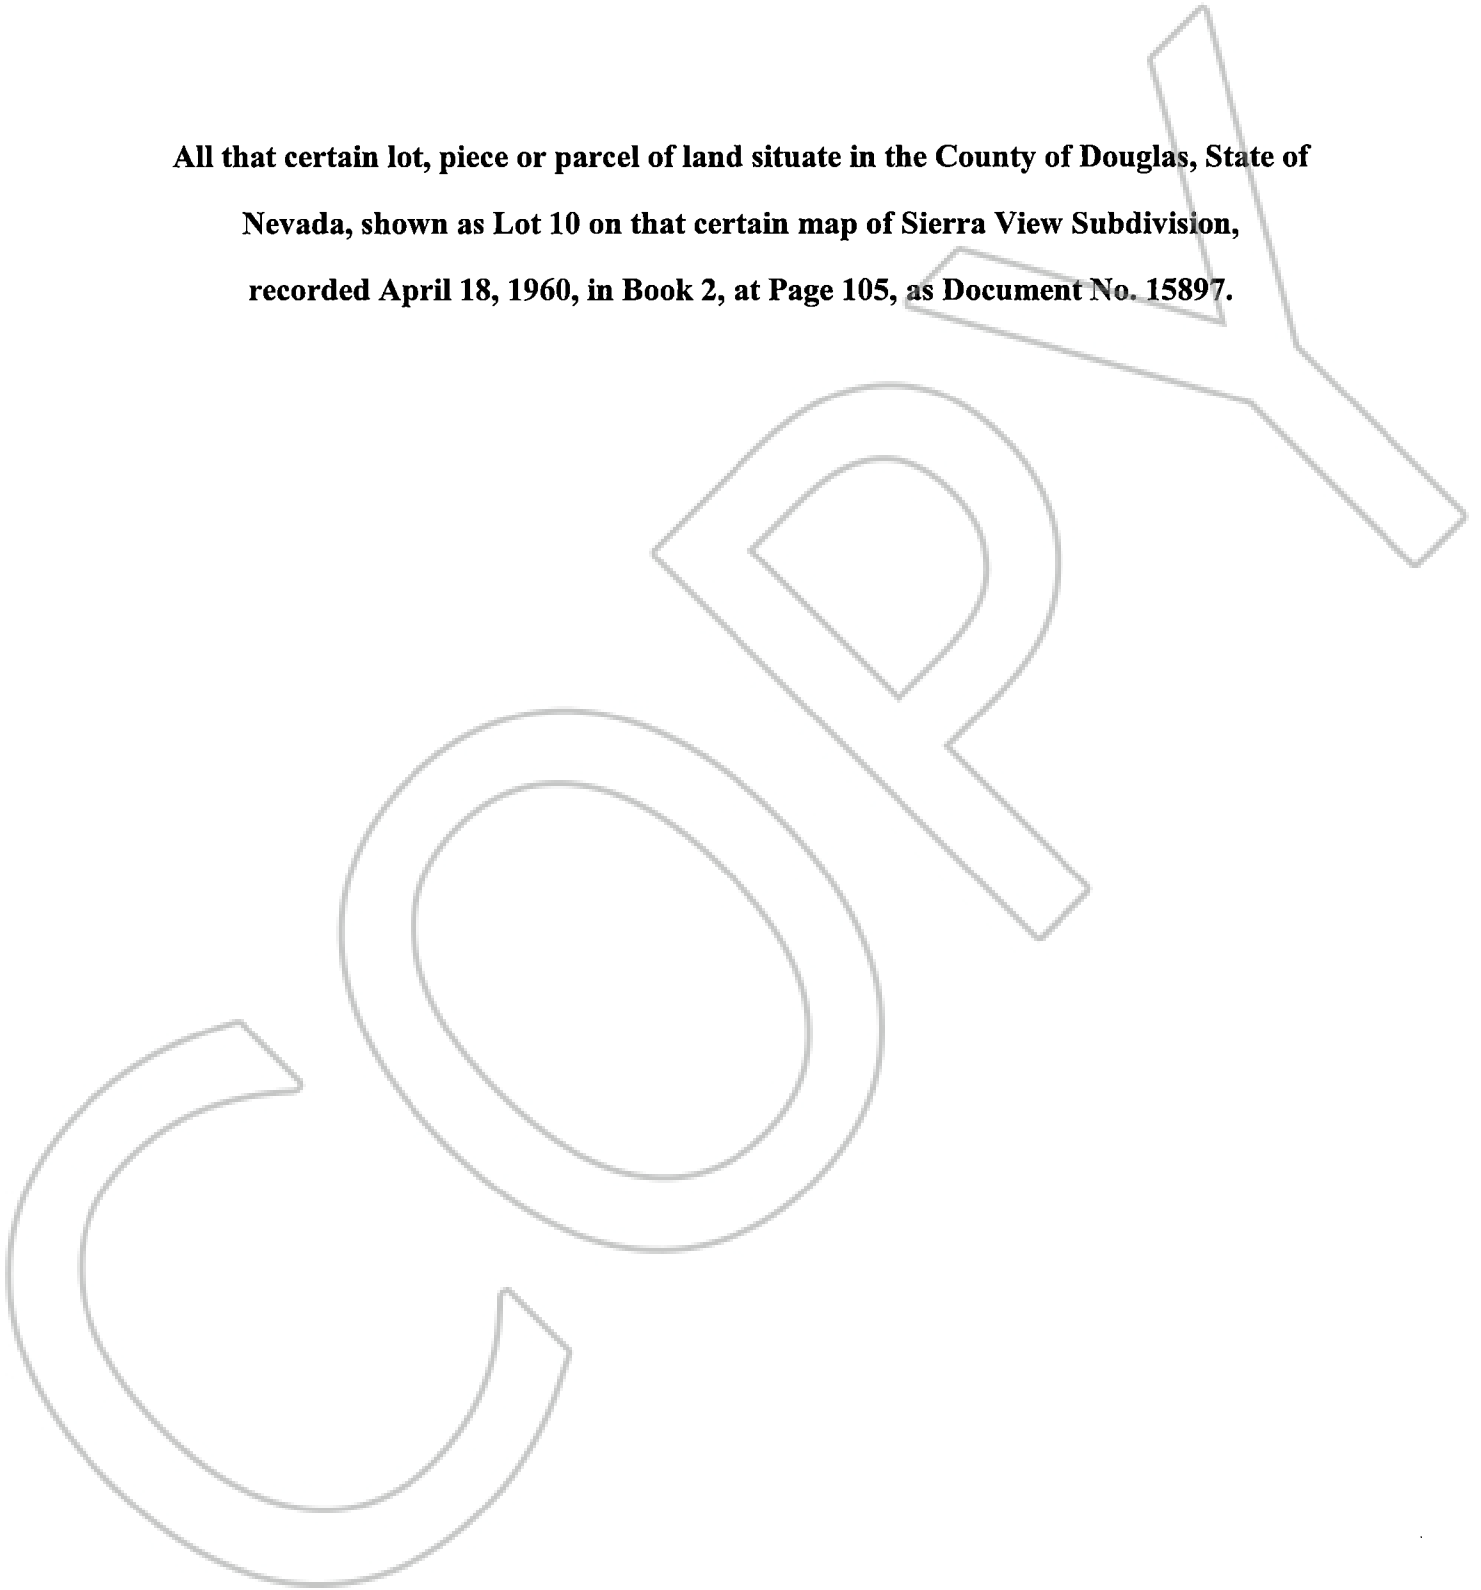 All that certain lot, piece or parcel of land situate in the County of Douglas, State of
Nevada, shown as Lot 10 on that certain map of Sierra View Subdivision,
recorded April 18, 1960, in Book 2, at Page 105, as Document No. 15897.
COPY